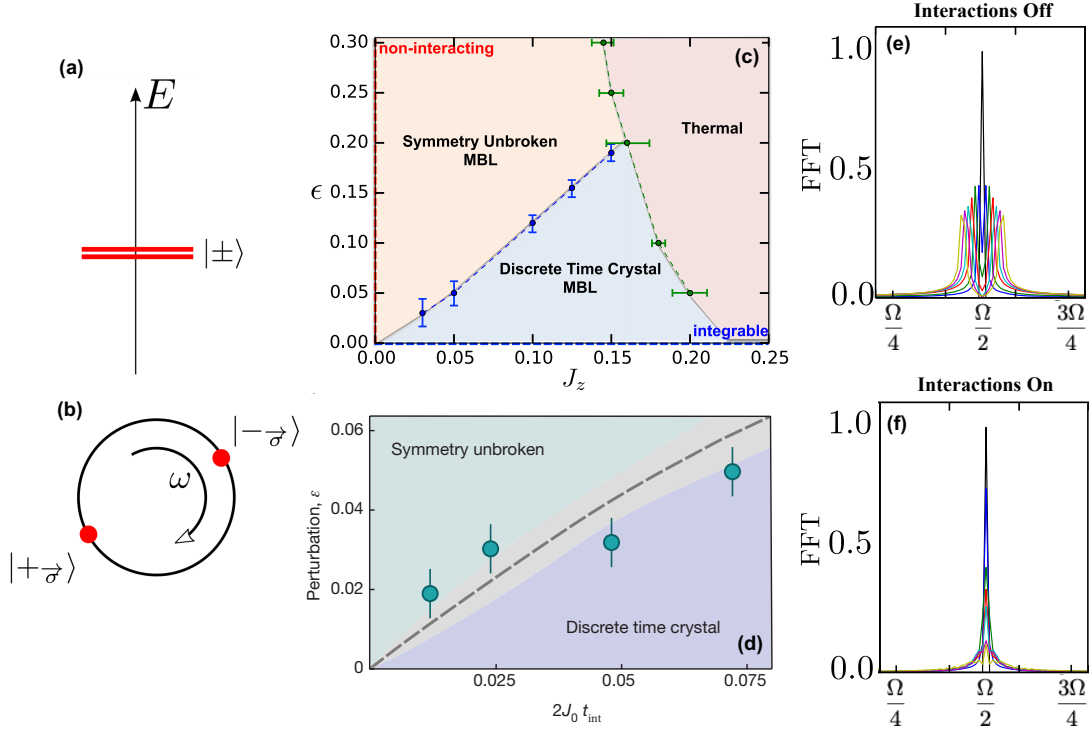 (a)
E
|±⟩
(b)
|−σ⃗⟩
ω
|+σ⃗⟩
(c)
non-interacting
Symmetry Unbroken
MBL
Thermal
Discrete Time Crystal
MBL
integrable
ϵ
0.30
0.25
0.20
0.15
0.10
0.05
0.00
0.00 0.05 0.10 0.15 0.20 0.25
J_z
Symmetry unbroken
Discrete time crystal
(d)
Perturbation, ε
0.06
0.04
0.02
0
0.025 0.05 0.075
2J₀ t_int
Interactions Off
(e)
FFT
1.0
0.5
0.0
Ω/4 Ω/2 3Ω/4
Interactions On
(f)
FFT
1.0
0.5
0.0
Ω/4 Ω/2 3Ω/4